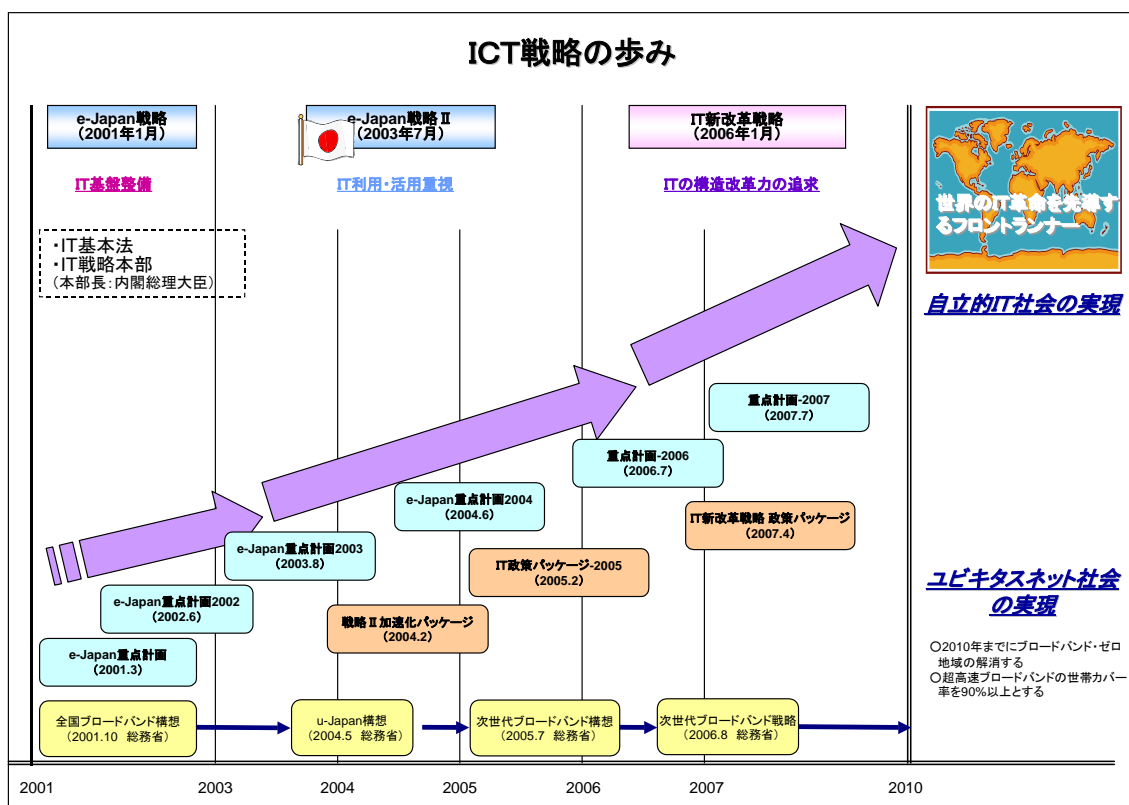 ICT戦略の歩み
e-Japan戦略
（2001年1月）
e-Japan戦略Ⅱ
（2003年7月）
IT新改革戦略
（2006年1月）
IT基盤整備
IT利用・活用重視
ITの構造改革力の追求
世界のIT革命を先導す
るフロントランナー
・IT基本法
・IT戦略本部
（本部長：内閣総理大臣）
自立的IT社会の実現
重点計画-2007
（2007.7）
重点計画-2006
（2006.7）
e-Japan重点計画2004
（2004.6）
IT新改革戦略 政策パッケージ
（2007.4）
e-Japan重点計画2003
（2003.8）
IT政策パッケージ-2005
（2005.2）
e-Japan重点計画2002
（2002.6）
戦略Ⅱ加速化パッケージ
（2004.2）
e-Japan重点計画
（2001.3）
ユビキタスネット社会
の実現
○2010年までにブロードバンド・ゼロ
地域の解消する
○超高速ブロードバンドの世帯カバー
率を90%以上とする
全国ブロードバンド構想
（2001.10 総務省）
u-Japan構想
（2004.5 総務省）
次世代ブロードバンド構想
（2005.7 総務省）
次世代ブロードバンド戦略
（2006.8 総務省）
2001
2003
2004
2005
2006
2007
2010